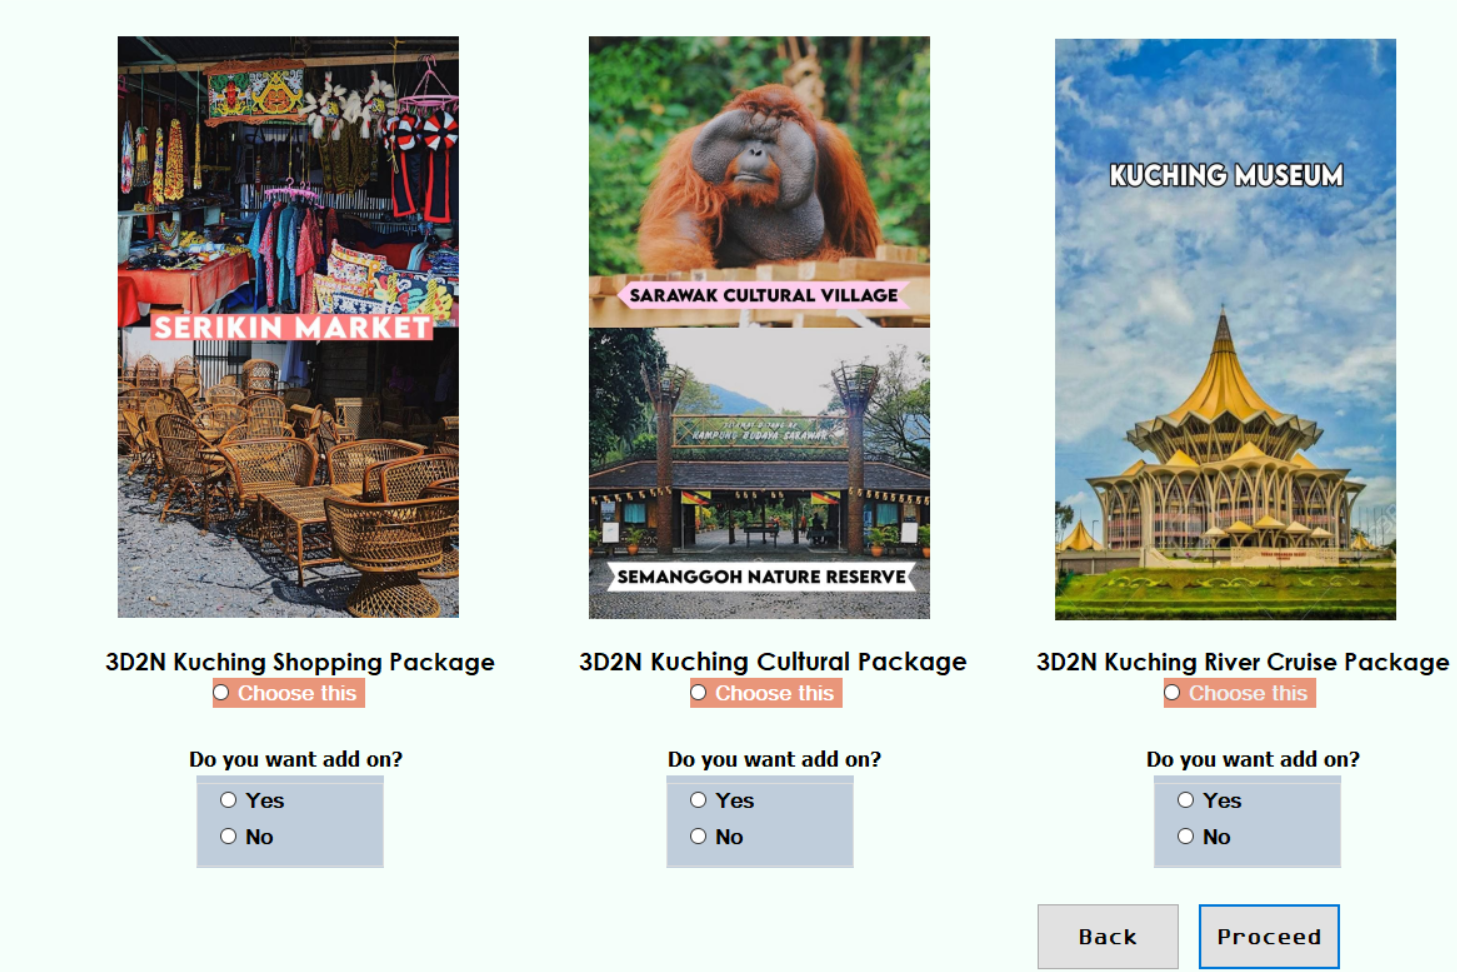 SERIKIN MARKET
SARAWAK CULTURAL VILLAGE
KAMPUNG BUDAYA SARAWAK
SEMANGGOH NATURE RESERVE
KUCHING MUSEUM
3D2N Kuching Shopping Package
Choose this
Do you want add on?
Yes
No
3D2N Kuching Cultural Package
Choose this
Do you want add on?
Yes
No
3D2N Kuching River Cruise Package
Choose this
Do you want add on?
Yes
No
Back
Proceed